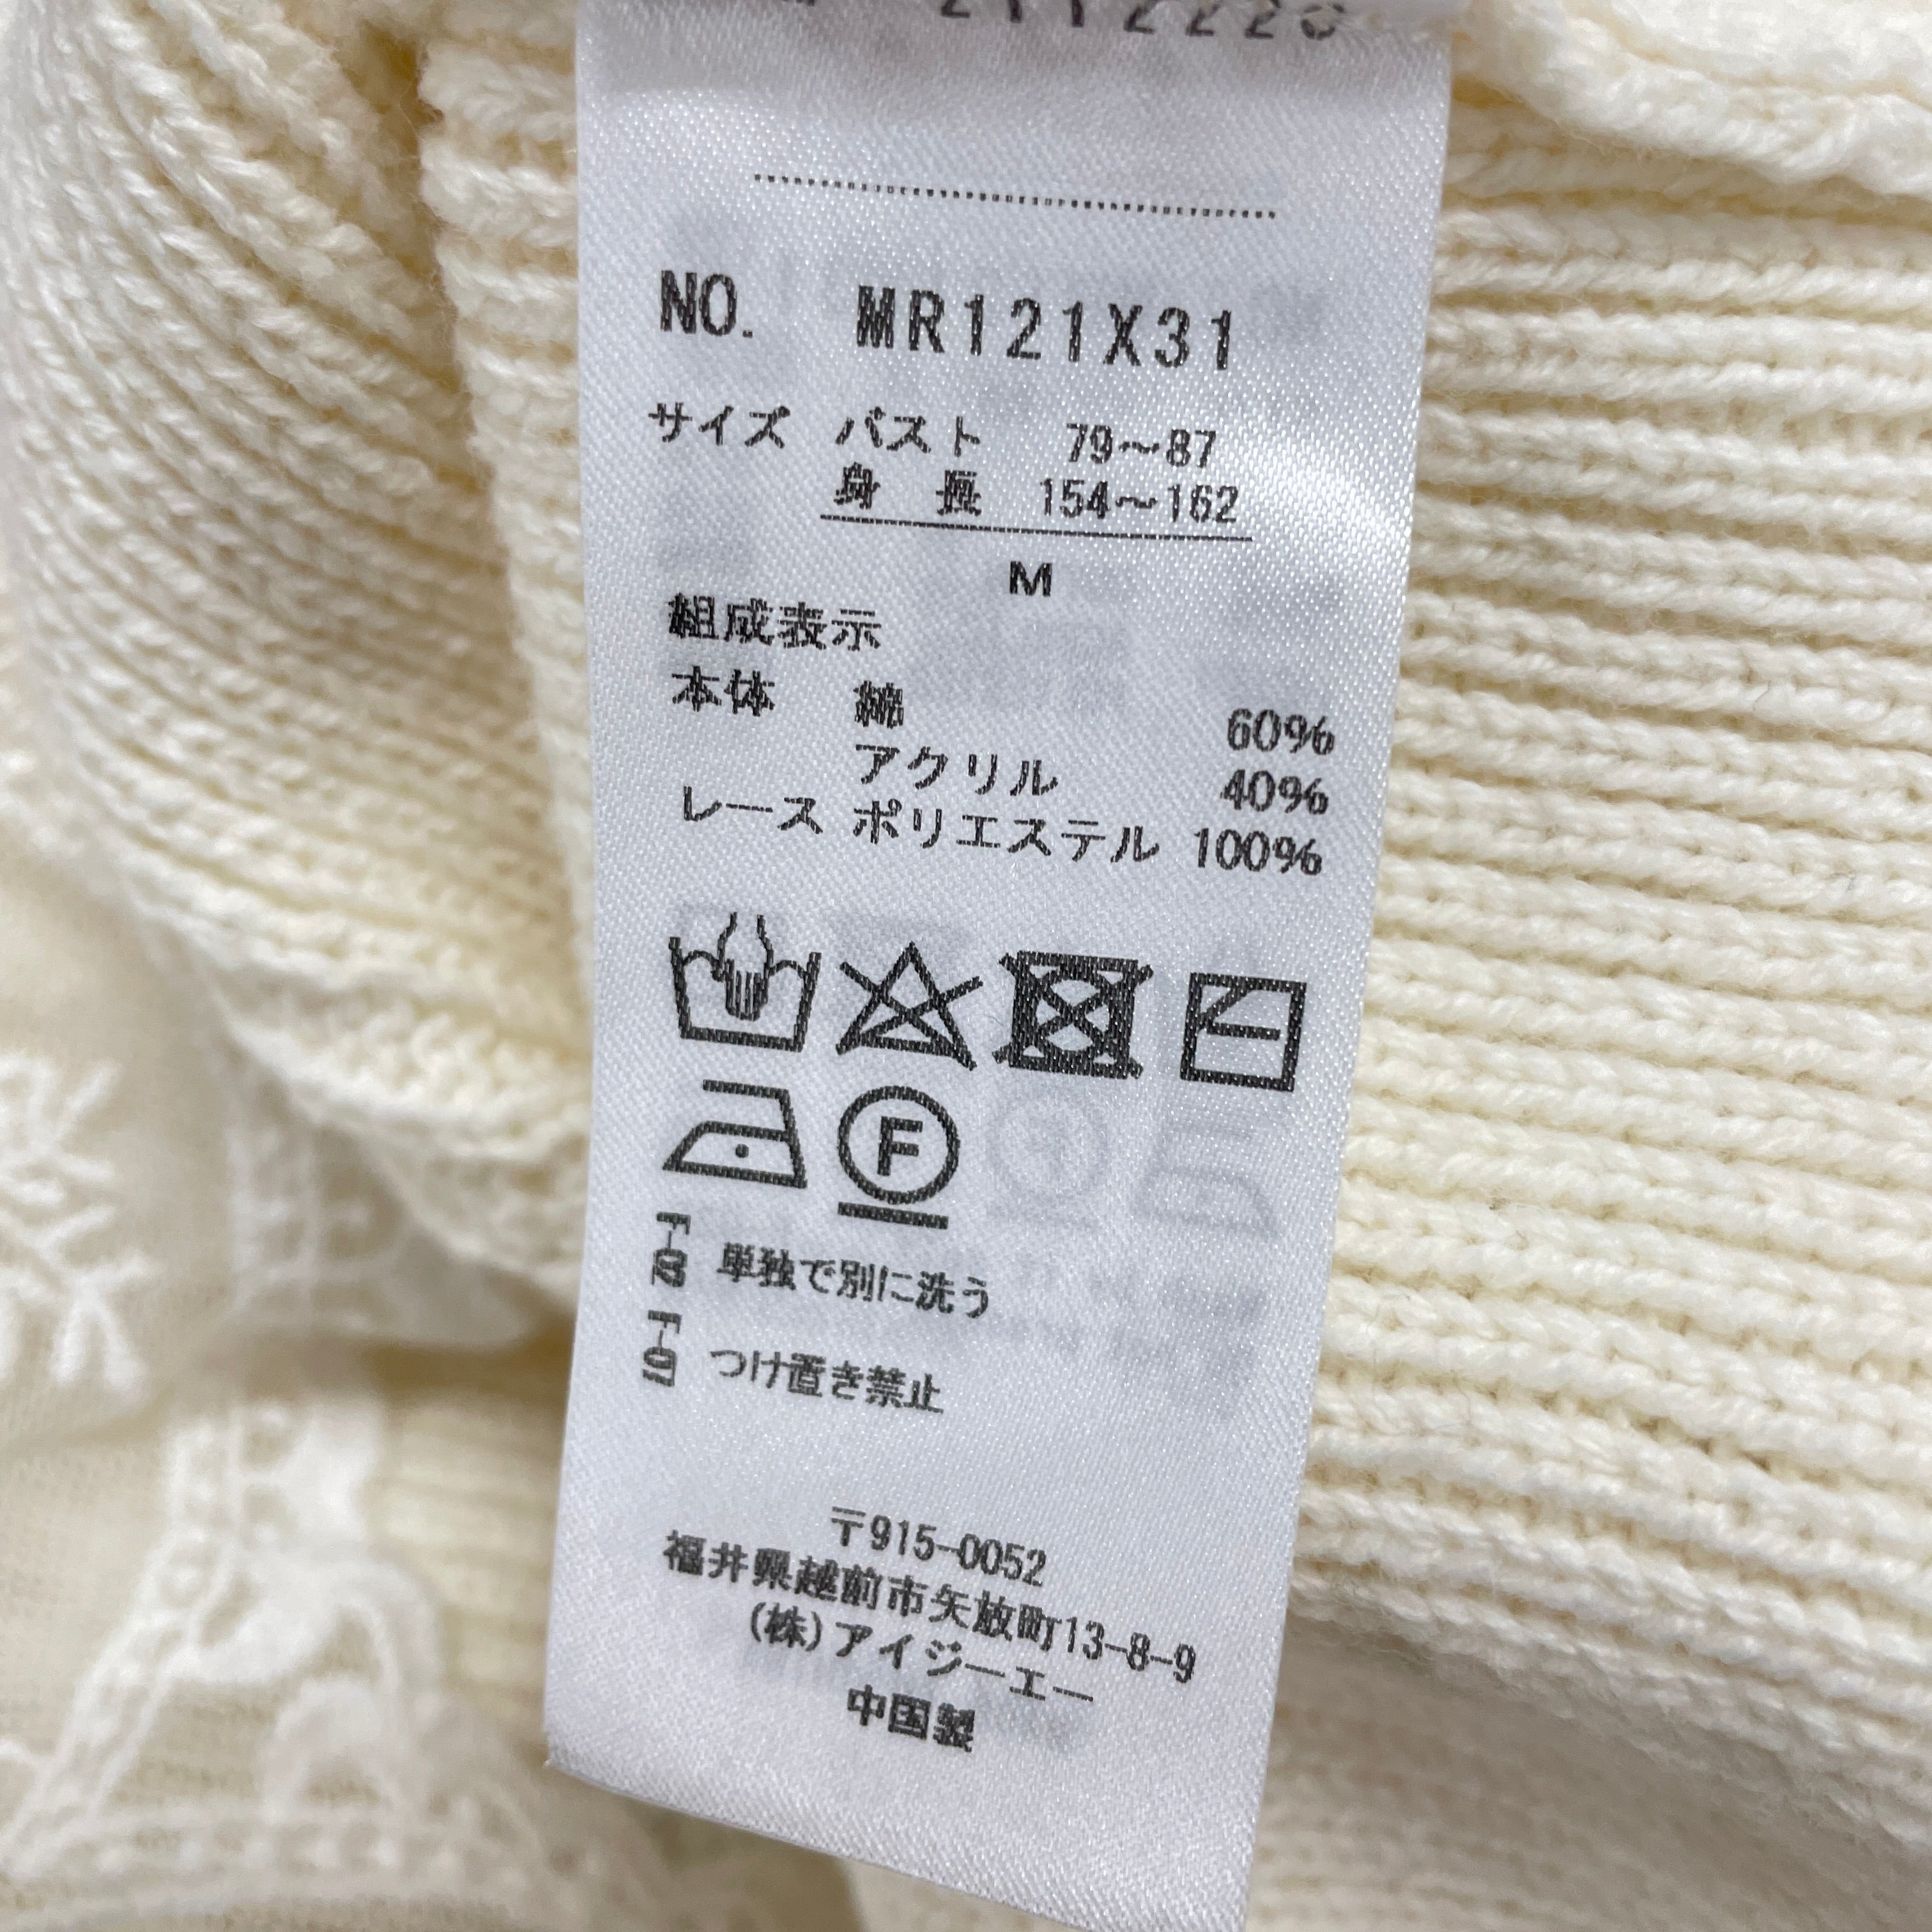 NO. MR121X31
サイズ バスト 79〜87
身 長 154〜162
M
組成表示
本体 綿 60%
アクリル 40%
レース ポリエステル 100%
F
単独で別に洗う
つけ置き禁止
〒915-0052
福井県越前市矢放町13-8-9
(株)アイジーエー
中国製